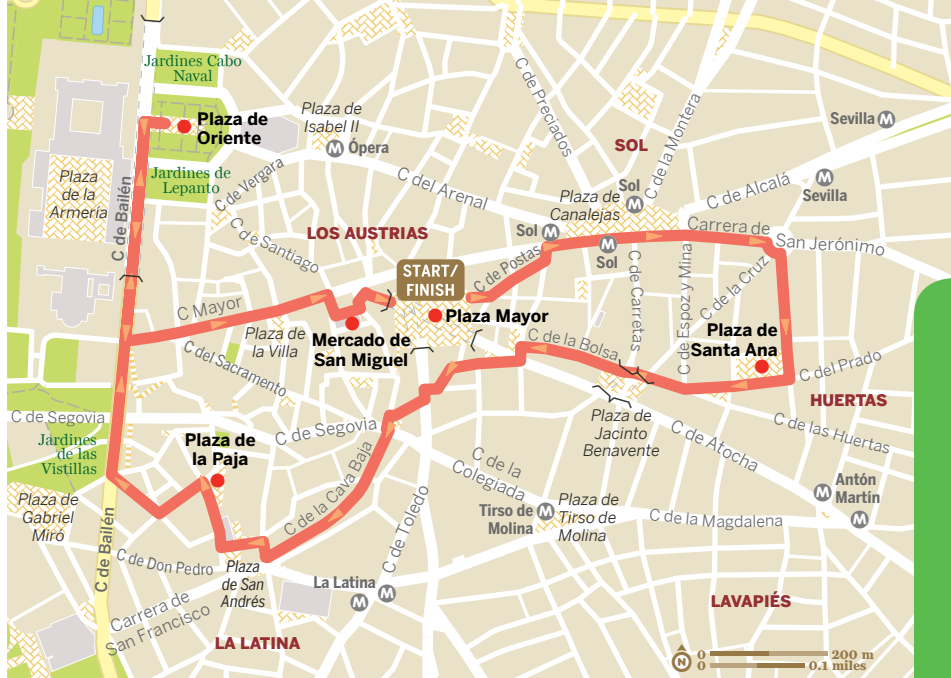 Jardines Cabo
Naval
Plaza de
Oriente
Plaza de
Isabel II
Ópera
C de Preciados
SOL
C de la Montera
Sevilla
Sevilla
Plaza
de la
Armería
C de Bailén
Jardines de
Lepanto
C de Vergara
C del Arenal
Plaza de
Canalejas
Sol
Sol
Sol
C de Alcalá
Carrera de
San Jerónimo
C de Santiago
LOS AUSTRIAS
START/
FINISH
C de Postas
C de Carretas
C de Espoz y Mina
C de la Cruz
C Mayor
Plaza de
la Villa
Mercado de
San Miguel
Plaza Mayor
C de la Bolsa
Plaza de
Santa Ana
C del Prado
HUERTAS
C del Sacramento
C de Segovia
C de Segovia
Jardines
de las
Vistillas
Plaza de
la Paja
Plaza de
Jacinto
Benavente
C de Atocha
C de las Huertas
Plaza de
Gabriel
Miró
C de la Cava Baja
C de la
Colegiada
C de Toledo
Tirso de
Molina
Plaza de
Tirso de
Molina
C de la Magdalena
Antón
Martín
C de Bailén
C de Don Pedro
Plaza
de San
Andrés
La Latina
Carrera de
San Francisco
LA LATINA
LAVAPIÉS
N
0
200 m
0
0.1 miles
M
M
M
M
M
M
M
M
M
M
M